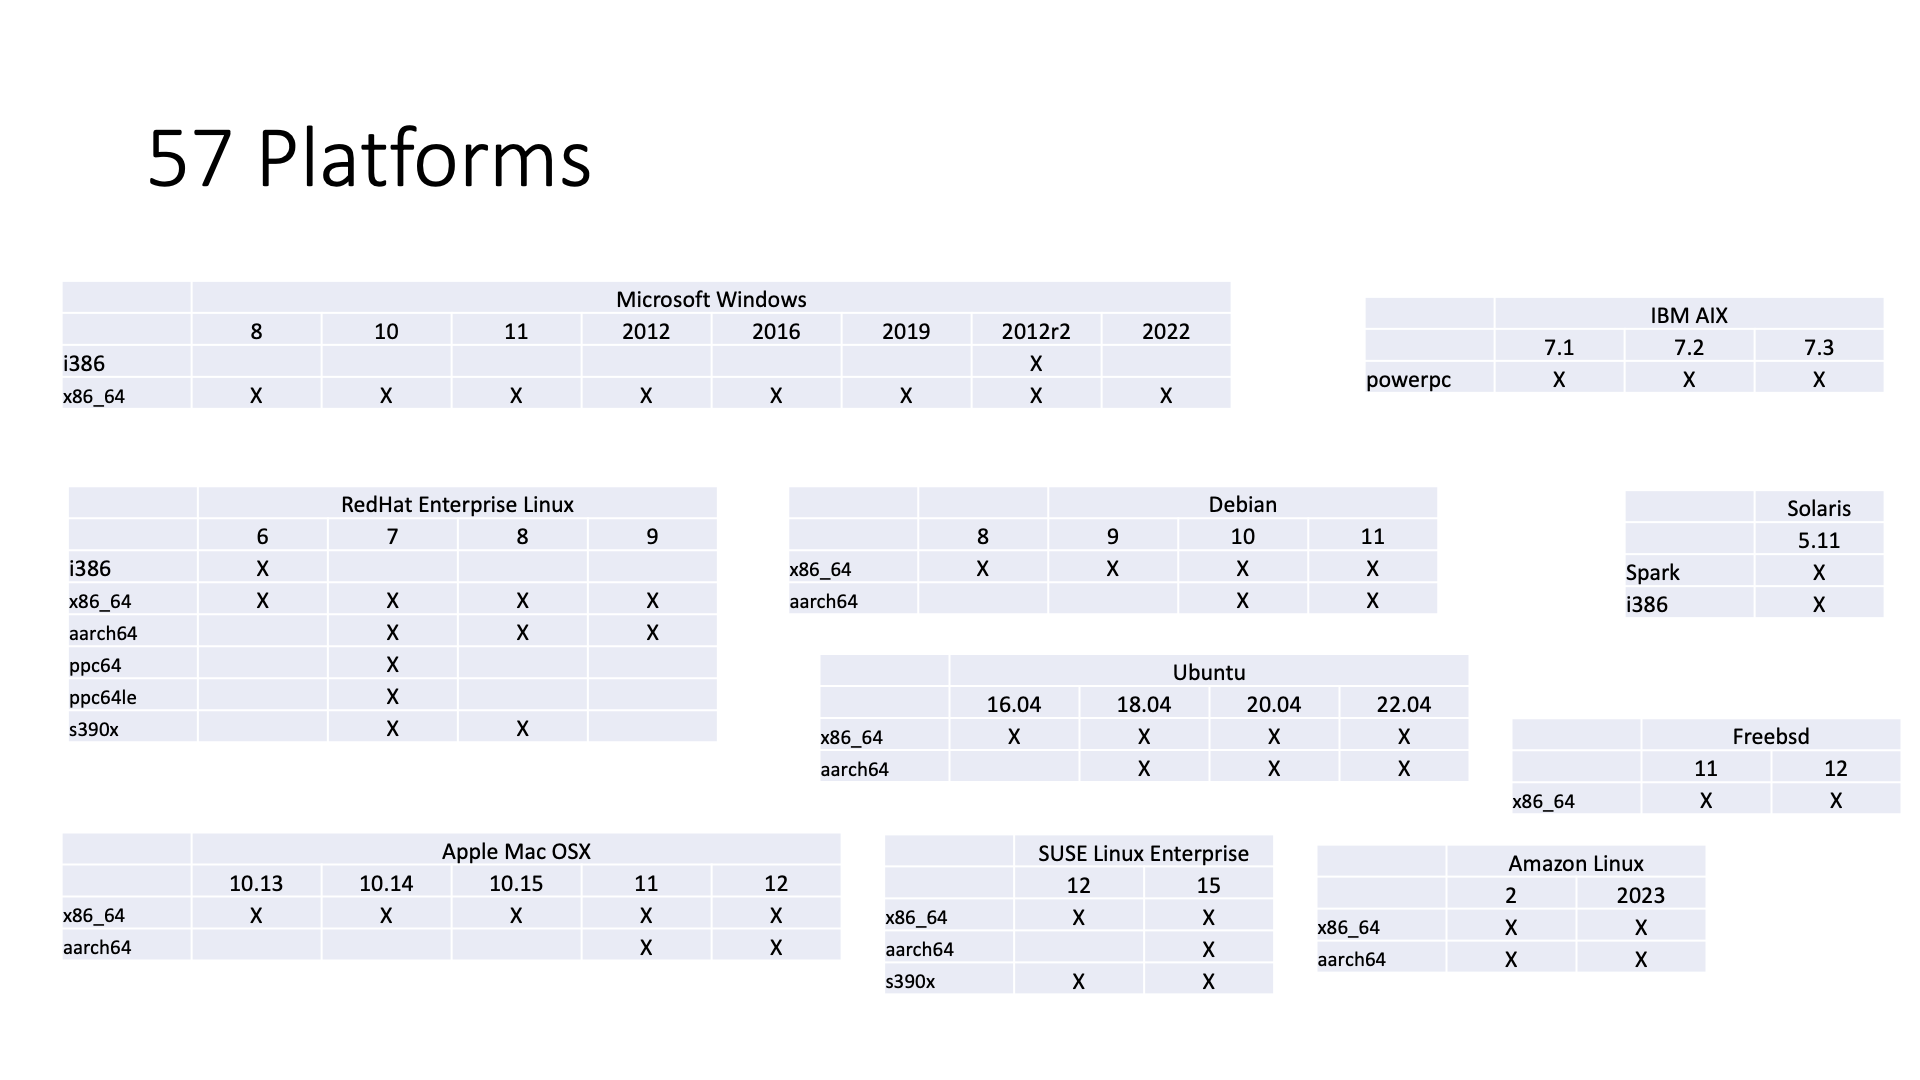 57 Platforms
Microsoft Windows
8 10 11 2012 2016 2019 2012r2 2022
i386 X
x86_64 X X X X X X X X
IBM AIX
7.1 7.2 7.3
powerpc X X X
RedHat Enterprise Linux
6 7 8 9
i386 X
x86_64 X X X X
aarch64 X X X
ppc64 X
ppc64le X
s390x X X
Debian
8 9 10 11
x86_64 X X X X
aarch64 X X
Solaris
5.11
Spark X
i386 X
Ubuntu
16.04 18.04 20.04 22.04
x86_64 X X X X
aarch64 X X X
Freebsd
11 12
x86_64 X X
Apple Mac OSX
10.13 10.14 10.15 11 12
x86_64 X X X X X
aarch64 X X
SUSE Linux Enterprise
12 15
x86_64 X X
aarch64 X
s390x X X
Amazon Linux
2 2023
x86_64 X X
aarch64 X X